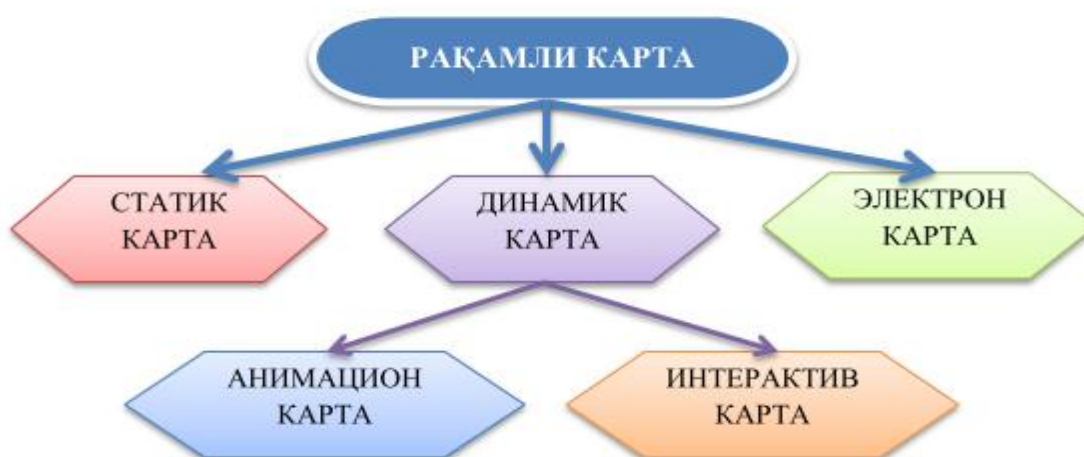 РАҚАМЛИ КАРТА
СТАТИК
КАРТА
ДИНАМИК
КАРТА
ЭЛЕКТРОН
КАРТА
АНИМАЦИОН
КАРТА
ИНТЕРАКТИВ
КАРТА